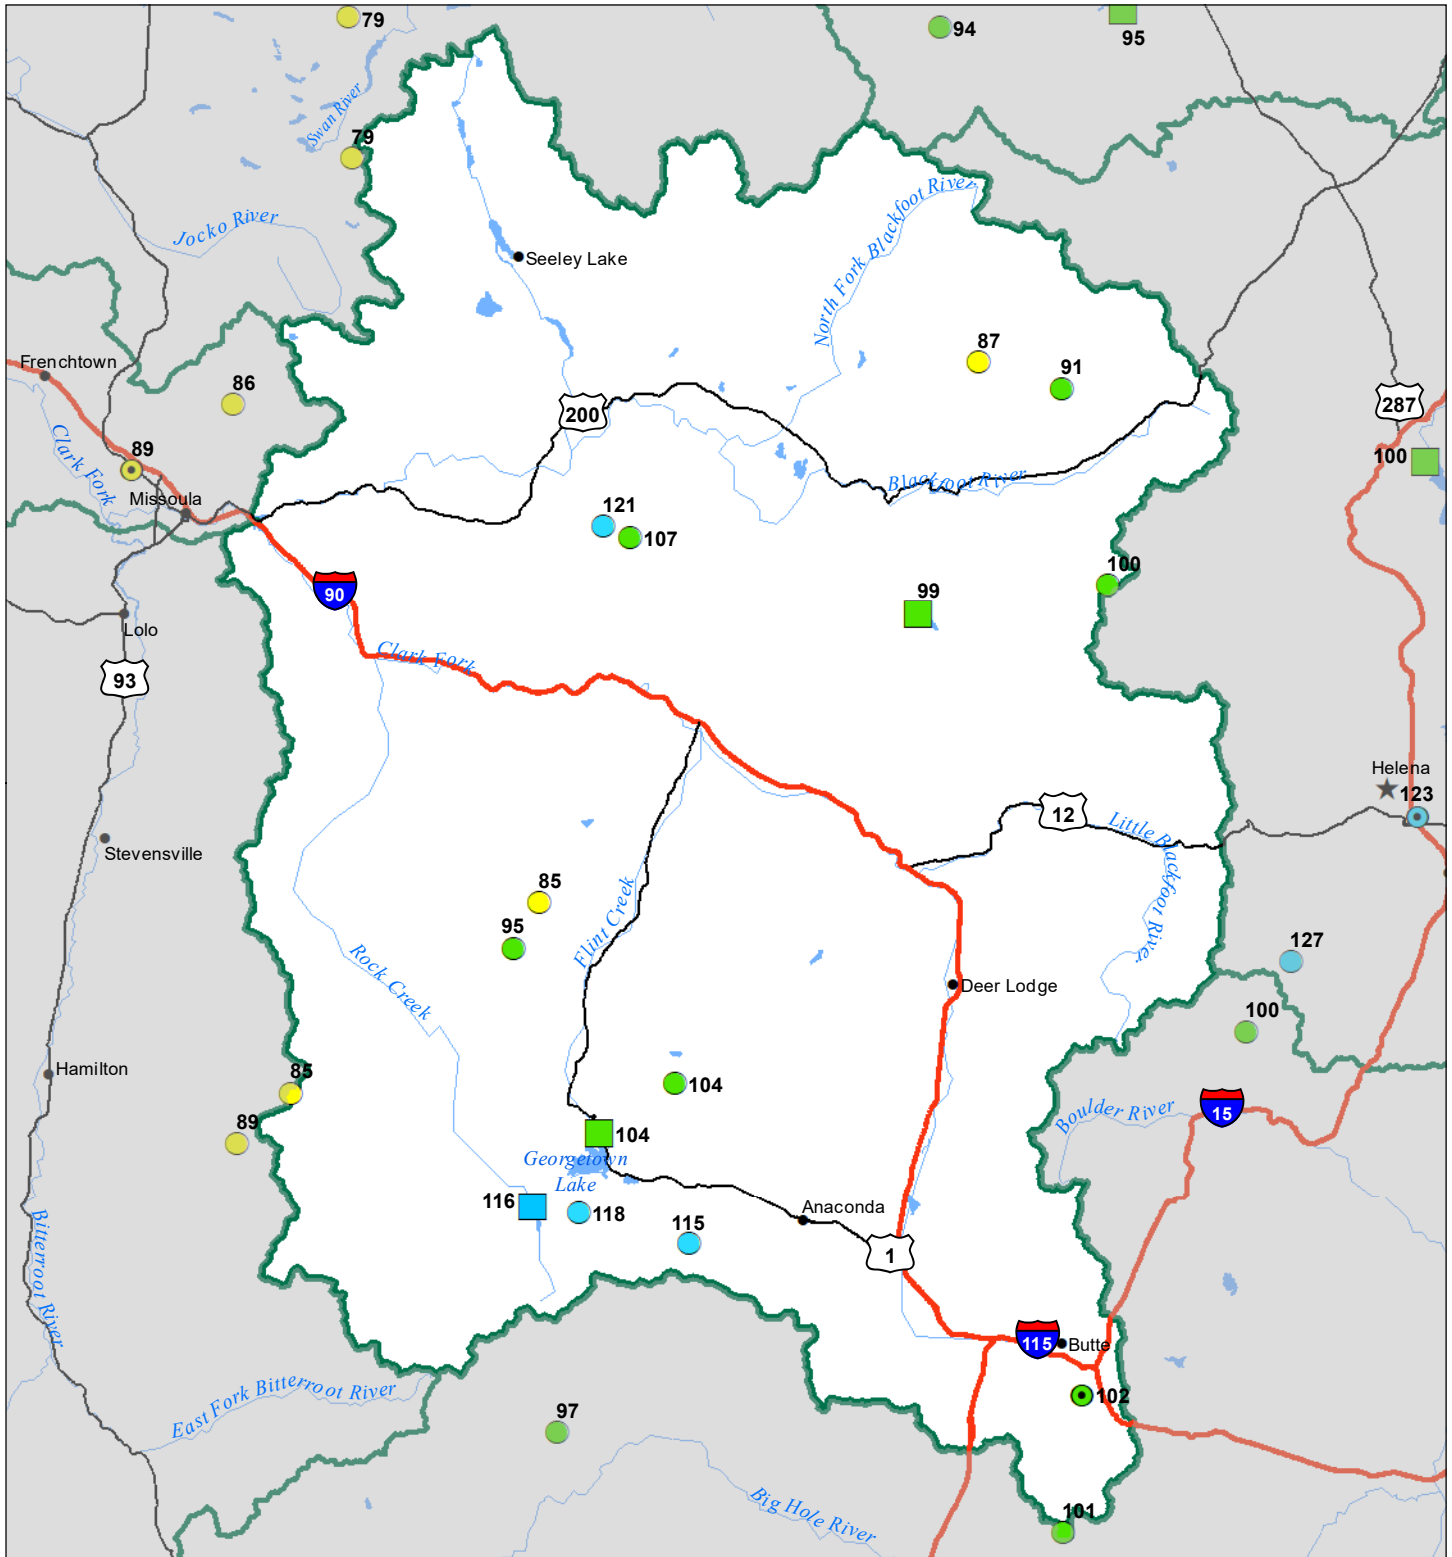 79
94
95
Swan River
79
Jocko River
North Fork Blackfoot River
Seeley Lake
Frenchtown
86
87
91
200
287
89
Clark Fork
100
Missoula
Blackfoot River
121
107
90
99
100
Lolo
Clark Fork
93
Helena
123
12
Little Blackfoot River
Stevensville
85
95
Flint Creek
127
Rock Creek
Deer Lodge
100
Hamilton
85
104
15
Boulder River
89
104
Georgetown
Lake
116
118
Anaconda
115
1
Bitterroot River
115
Butte
East Fork Bitterroot River
102
97
Big Hole River
101